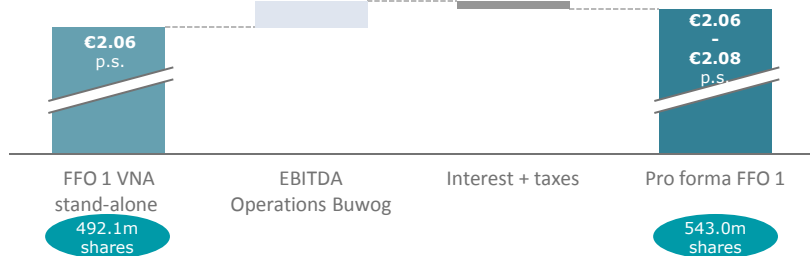 €2.06
p.s.
€2.06
–
€2.08
p.s.
FFO 1 VNA
stand-alone
EBITDA
Operations Buwog
Interest + taxes
Pro forma FFO 1
492.1m
shares
543.0m
shares